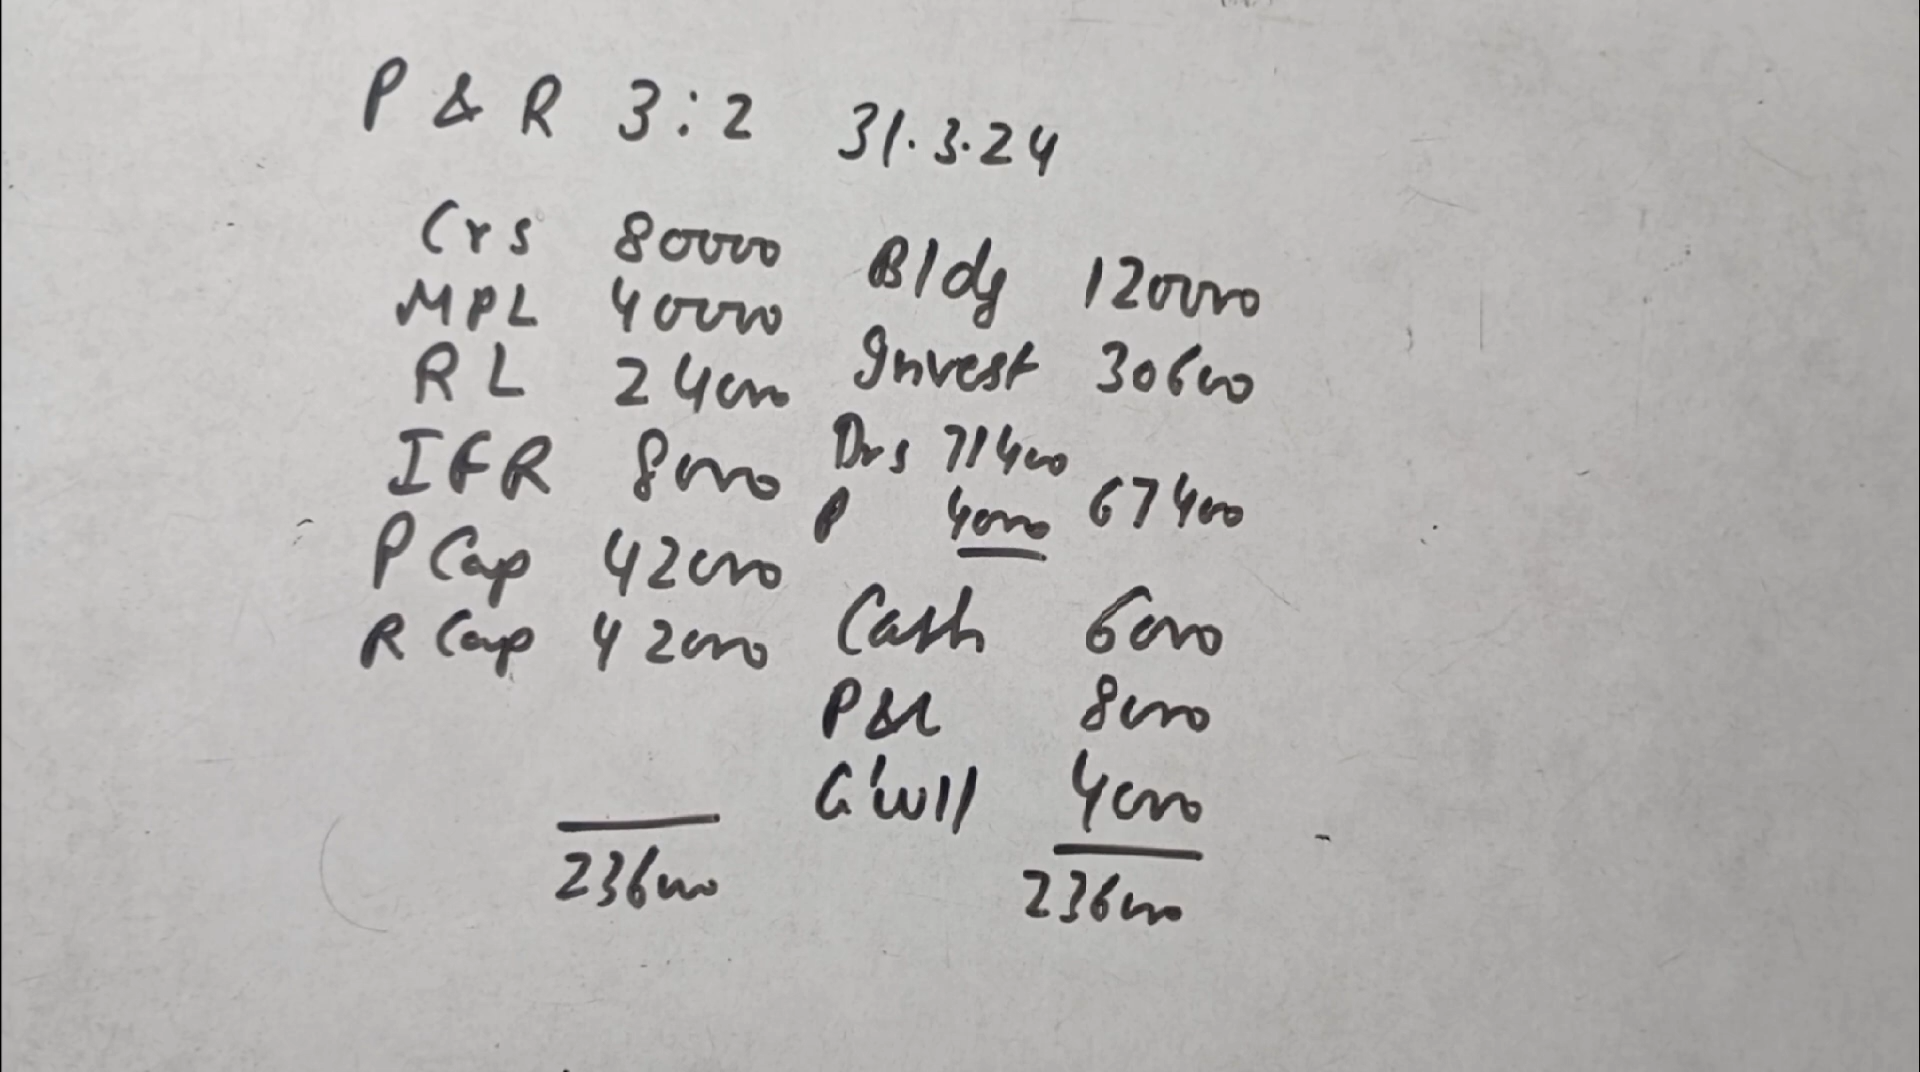 P & R 3:2 31.3.24
Crs 80000 Bldg 120000
MPL 40000 Invest 30600
RL 24000 Drs 71400
IFR 8000 P 4000 67400
P Cap 42000 Cash 6000
R Cap 42000 P&L 8000
G'will 4000
236000 236000